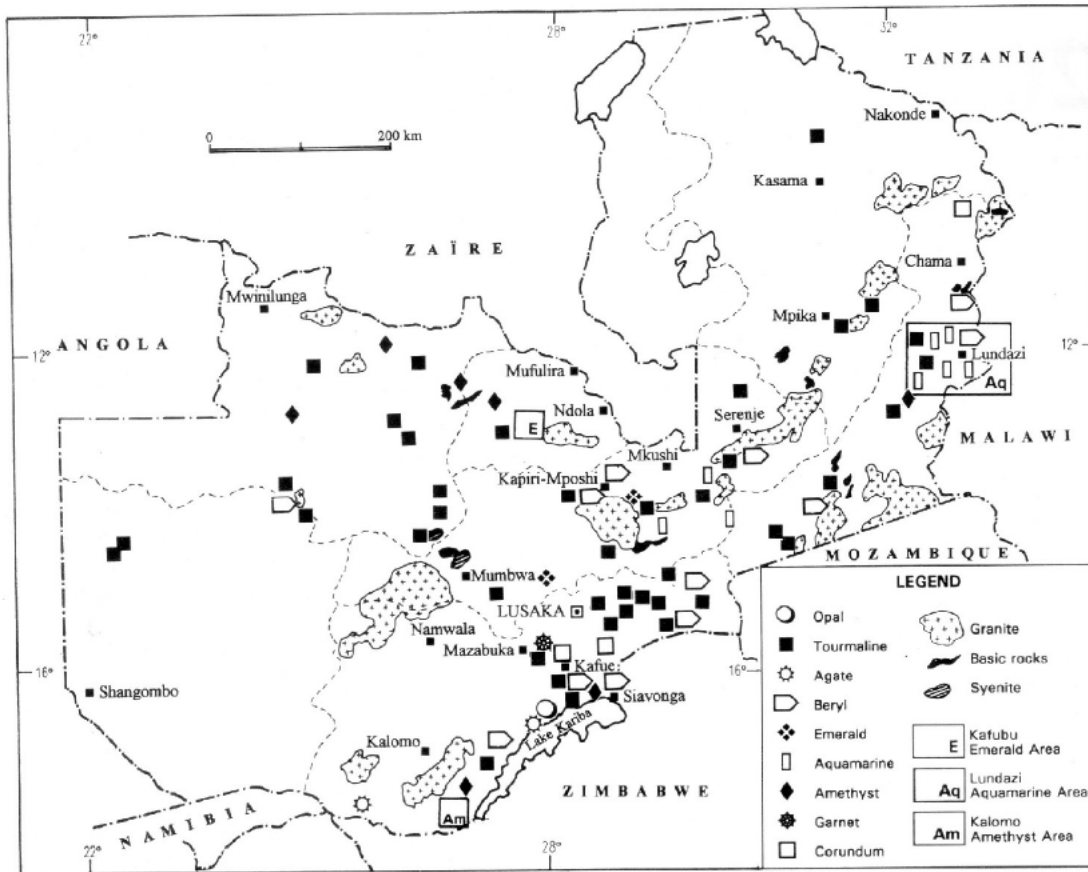 22°
28°
32°
TANZANIA
Nakonde
0 200 km
Kasama
ZAÏRE
Chama
Mwinilunga
Mpika
ANGOLA
12°
12°
Lundazi
Mufulira
Aq
Ndola
Serenje
E
MALAWI
Mkushi
Kapiri-Mposhi
MOZAMBIQUE
Mumbwa
LUSAKA
Namwala
Mazabuka
Kafue
16°
16°
Shangombo
Siavonga
Lake Kariba
Kalomo
ZIMBABWE
Am
NAMIBIA
22°
28°
LEGEND
Opal
Tourmaline
Agate
Beryl
Emerald
Aquamarine
Amethyst
Garnet
Corundum
Granite
Basic rocks
Syenite
E Kafubu
Emerald Area
Aq Lundazi
Aquamarine Area
Am Kalomo
Amethyst Area